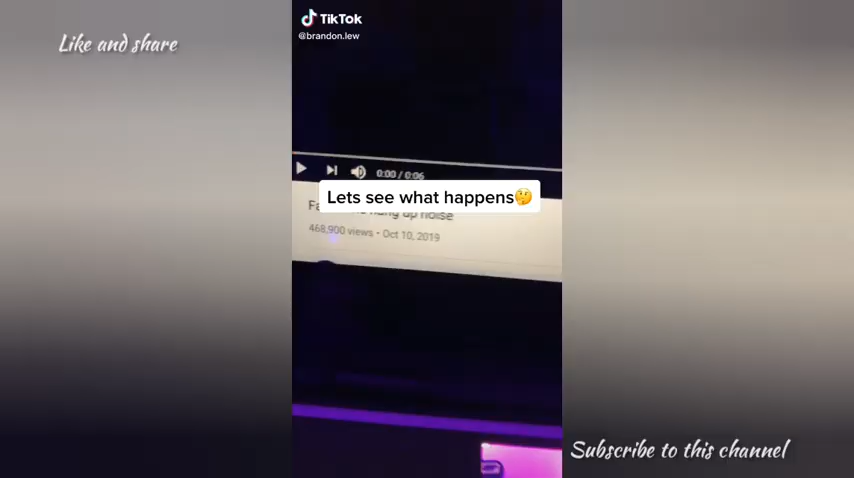 TikTok
@brandon.lew
Like and share
0:00 / 0:06
Lets see what happens🤔
hang up noise
468,900 views • Oct 10, 2019
Subscribe to this channel